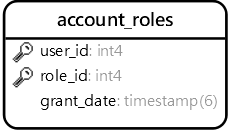 account_roles
user_id: int4
role_id: int4
grant_date: timestamp(6)